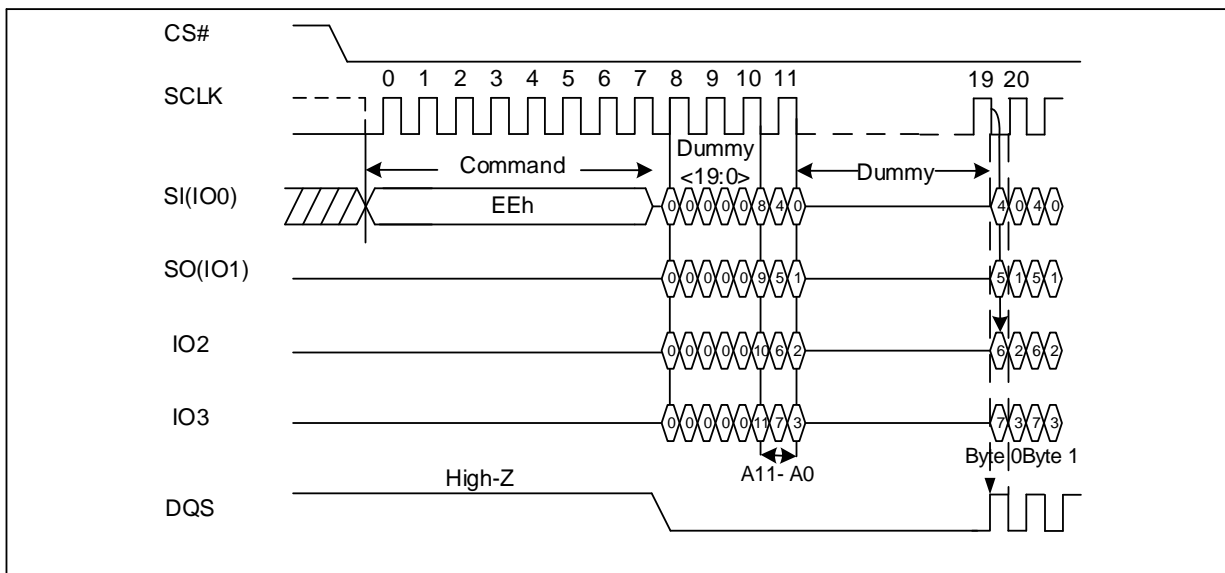 CS#
0 1 2 3 4 5 6 7 8 9 10 11 19 20
SCLK
Command
Dummy
<19:0>
Dummy
SI(IO0)
EEh
0 0 0 0 0 8 4 0 4 0 4 0
SO(IO1)
0 0 0 0 0 9 5 1 5 1 5 1
IO2
0 0 0 0 0 10 6 2 6 2 6 2
IO3
0 0 0 0 0 11 7 3 7 3 7 3
Byte 0 Byte 1
A11- A0
High-Z
DQS